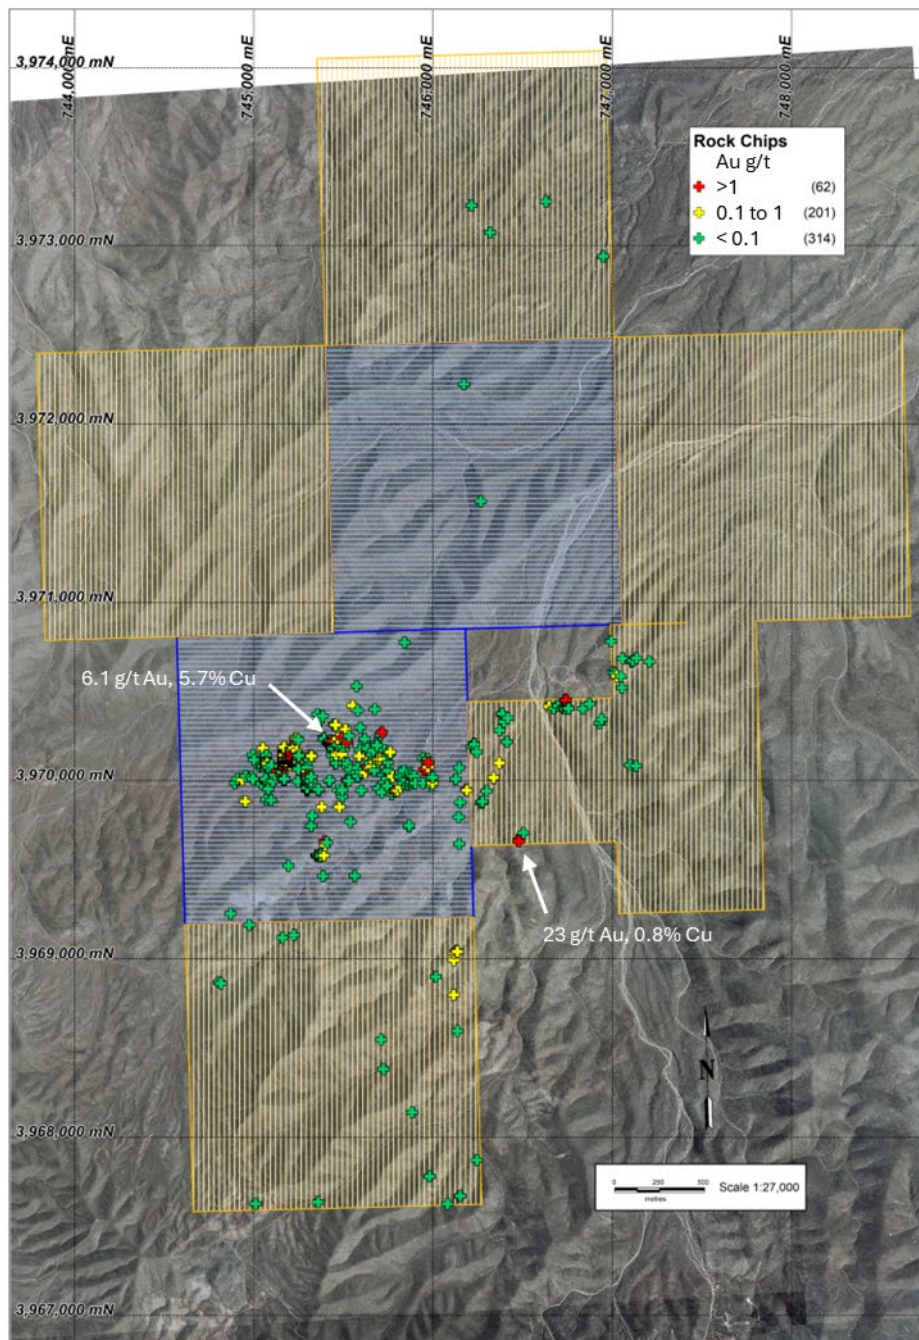 3,974,000 mN
744,000 mE
745,000 mE
746,000 mE
747,000 mE
748,000 mE
Rock Chips
Au g/t
>1 (62)
0.1 to 1 (201)
< 0.1 (314)
3,973,000 mN
3,972,000 mN
3,971,000 mN
6.1 g/t Au, 5.7% Cu
3,970,000 mN
23 g/t Au, 0.8% Cu
3,969,000 mN
N
3,968,000 mN
0 250 500
metres
Scale 1:27,000
3,967,000 mN